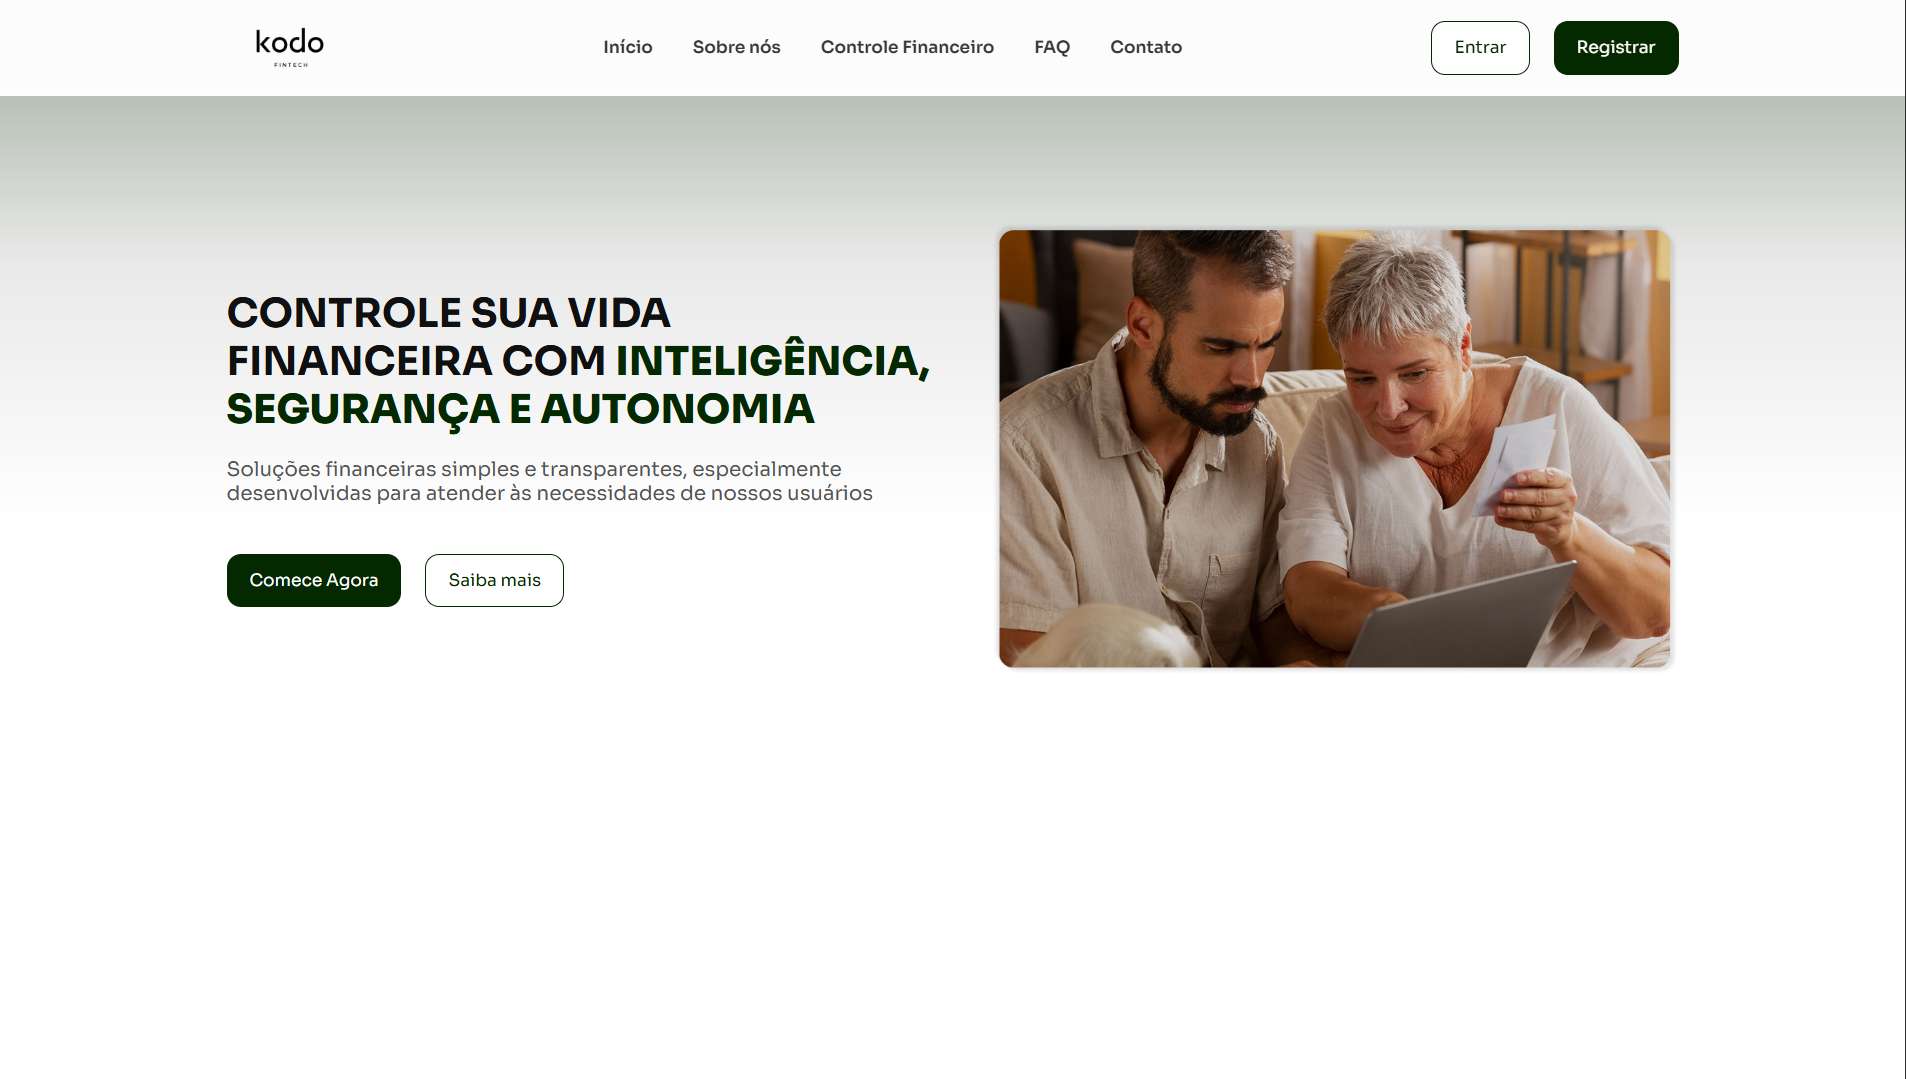 kodo
FINTECH
Início
Sobre nós
Controle Financeiro
FAQ
Contato
Entrar
Registrar
CONTROLE SUA VIDA
FINANCEIRA COM INTELIGÊNCIA,
SEGURANÇA E AUTONOMIA
Soluções financeiras simples e transparentes, especialmente
desenvolvidas para atender às necessidades de nossos usuários
Comece Agora
Saiba mais